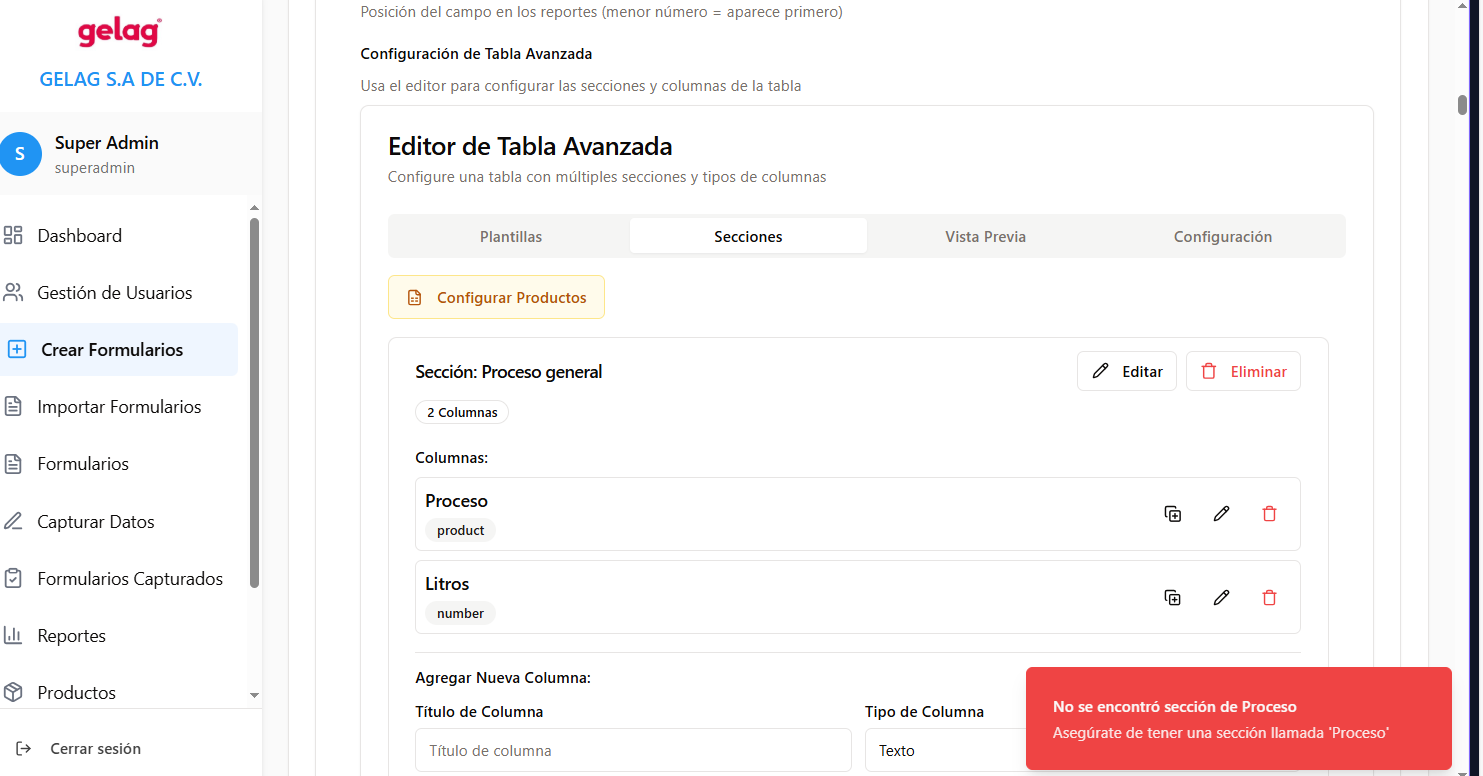 gelag
GELAG S.A DE C.V.
S
Super Admin
superadmin
Dashboard
Gestión de Usuarios
Crear Formularios
Importar Formularios
Formularios
Capturar Datos
Formularios Capturados
Reportes
Productos
Cerrar sesión
Posición del campo en los reportes (menor número = aparece primero)
Configuración de Tabla Avanzada
Usa el editor para configurar las secciones y columnas de la tabla
Editor de Tabla Avanzada
Configure una tabla con múltiples secciones y tipos de columnas
Plantillas
Secciones
Vista Previa
Configuración
Configurar Productos
Sección: Proceso general
Editar
Eliminar
2 Columnas
Columnas:
Proceso
product
Litros
number
Agregar Nueva Columna:
Título de Columna
Tipo de Columna
Título de columna
Texto
No se encontró sección de Proceso
Asegúrate de tener una sección llamada 'Proceso'